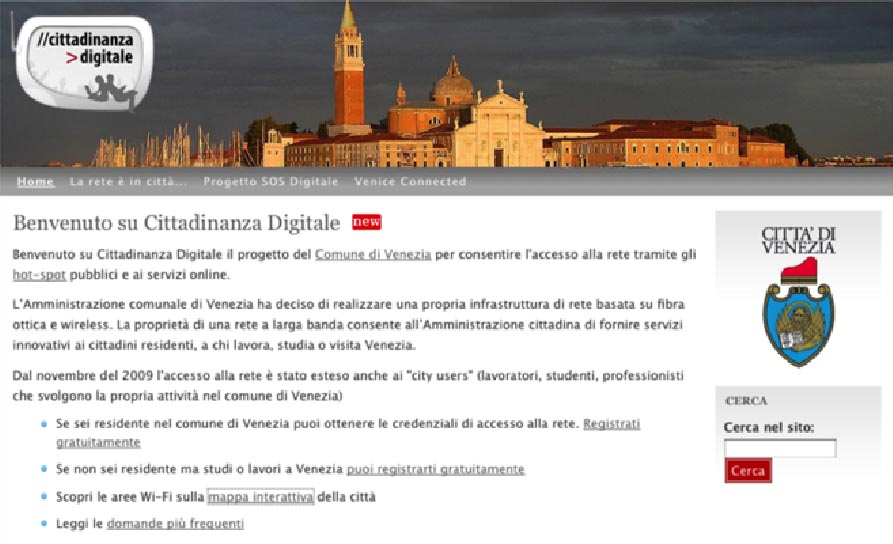 //cittadinanza
>digitale
Home La rete è in città... Progetto SOS Digitale Venice Connected
Benvenuto su Cittadinanza Digitale new
Benvenuto su Cittadinanza Digitale il progetto del Comune di Venezia per consentire l'accesso alla rete tramite gli
hot-spot pubblici e ai servizi online.
L'Amministrazione comunale di Venezia ha deciso di realizzare una propria infrastruttura di rete basata su fibra
ottica e wireless. La proprietà di una rete a larga banda consente all'Amministrazione cittadina di fornire servizi
innovativi ai cittadini residenti, a chi lavora, studia o visita Venezia.
Dal novembre del 2009 l'accesso alla rete è stato esteso anche ai "city users" (lavoratori, studenti, professionisti
che svolgono la propria attività nel comune di Venezia)
Se sei residente nel comune di Venezia puoi ottenere le credenziali di accesso alla rete. Registrati
gratuitamente
Se non sei residente ma studi o lavori a Venezia puoi registrarti gratuitamente
Scopri le aree Wi-Fi sulla mappa interattiva della città
Leggi le domande più frequenti
CITTA' DI
VENEZIA
CERCA
Cerca nel sito:
Cerca